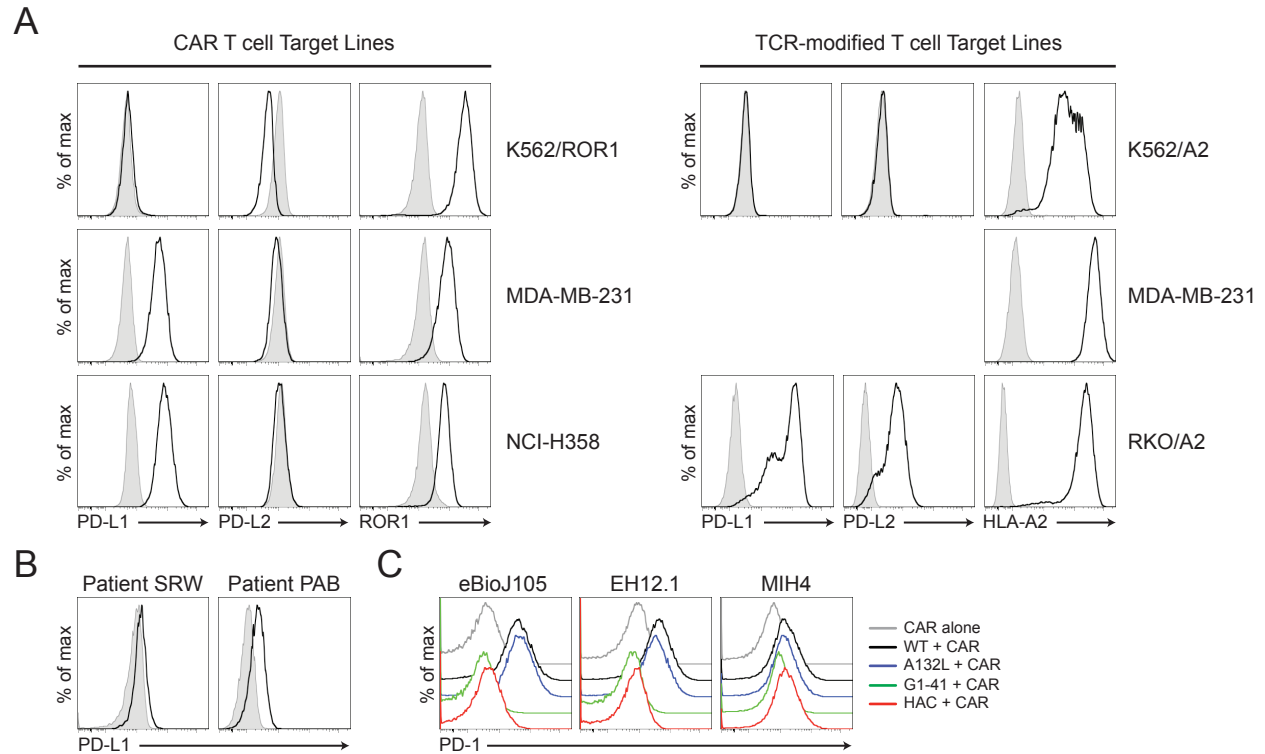 A
CAR T cell Target Lines
TCR-modified T cell Target Lines
% of max
K562/ROR1
% of max
K562/A2
% of max
MDA-MB-231
MDA-MB-231
% of max
NCI-H358
% of max
RKO/A2
PD-L1
PD-L2
ROR1
PD-L1
PD-L2
HLA-A2
B
Patient SRW
Patient PAB
% of max
PD-L1
C
eBioJ105
EH12.1
MIH4
% of max
PD-1
CAR alone
WT + CAR
A132L + CAR
G1-41 + CAR
HAC + CAR